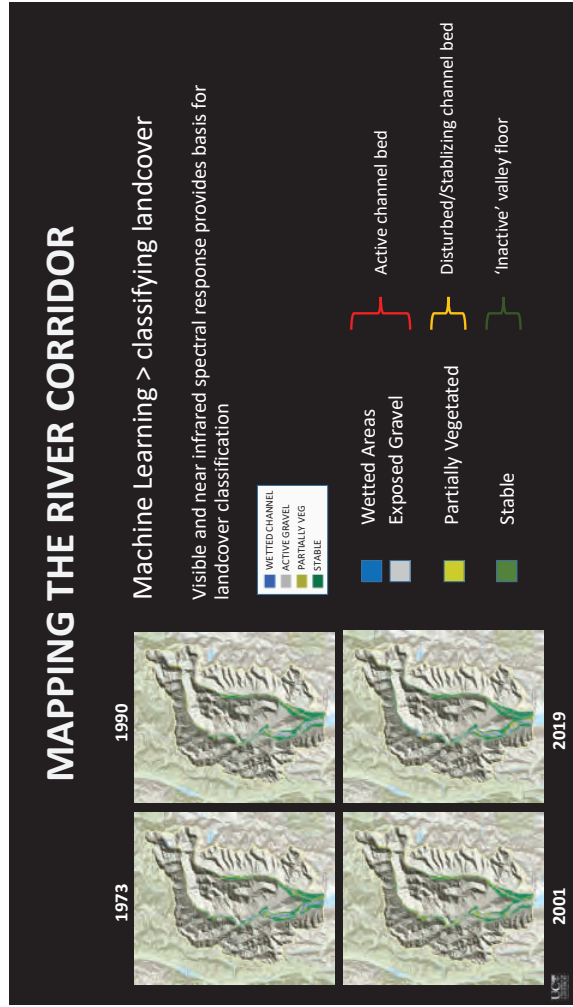 MAPPING THE RIVER CORRIDOR
1973
1990
2001
2019
Machine Learning > classifying landcover
Visible and near infrared spectral response provides basis for
landcover classification
WETTED CHANNEL
ACTIVE GRAVEL
PARTIALLY VEG
STABLE
Wetted Areas
Exposed Gravel
Active channel bed
Partially Vegetated
Disturbed/Stablizing channel bed
Stable
‘Inactive’ valley floor